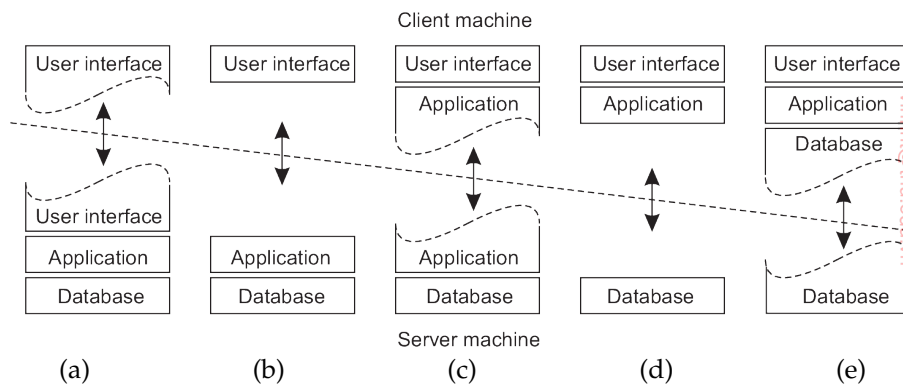 Client machine
User interface
User interface
User interface
User interface
User interface
Application
Application
Application
Database
User interface
Application
Application
Application
Database
Database
Database
Database
Database
Server machine
(a)
(b)
(c)
(d)
(e)